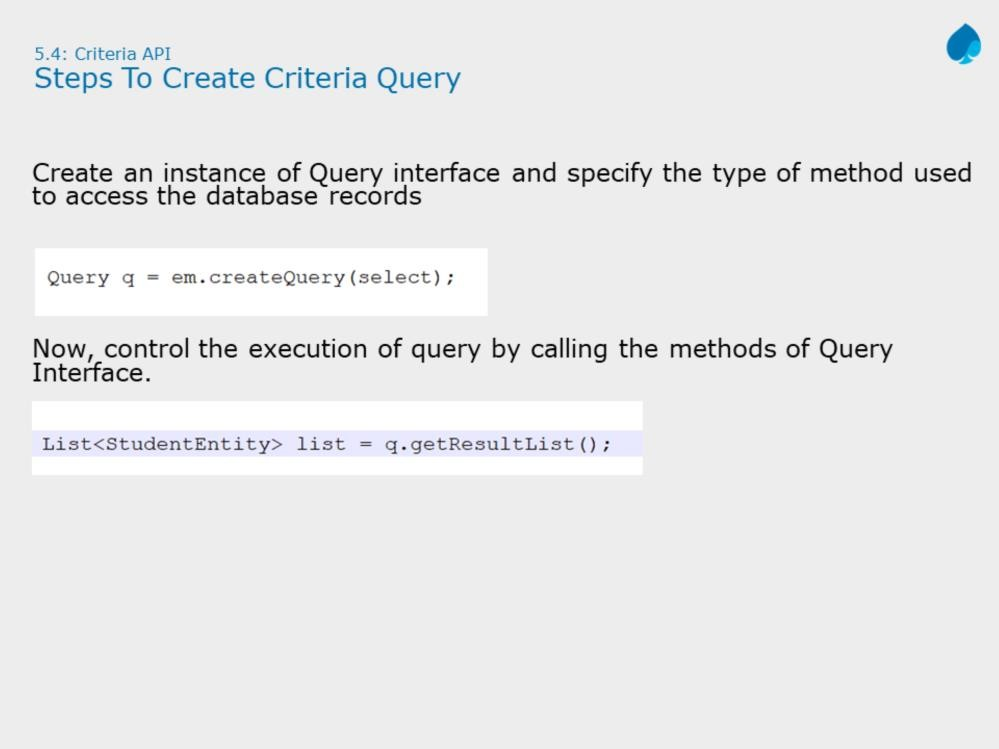 5.4: Criteria API
Steps To Create Criteria Query
Create an instance of Query interface and specify the type of method used
to access the database records
Query q = em.createQuery(select);
Now, control the execution of query by calling the methods of Query
Interface.
List<StudentEntity> list = q.getResultList();